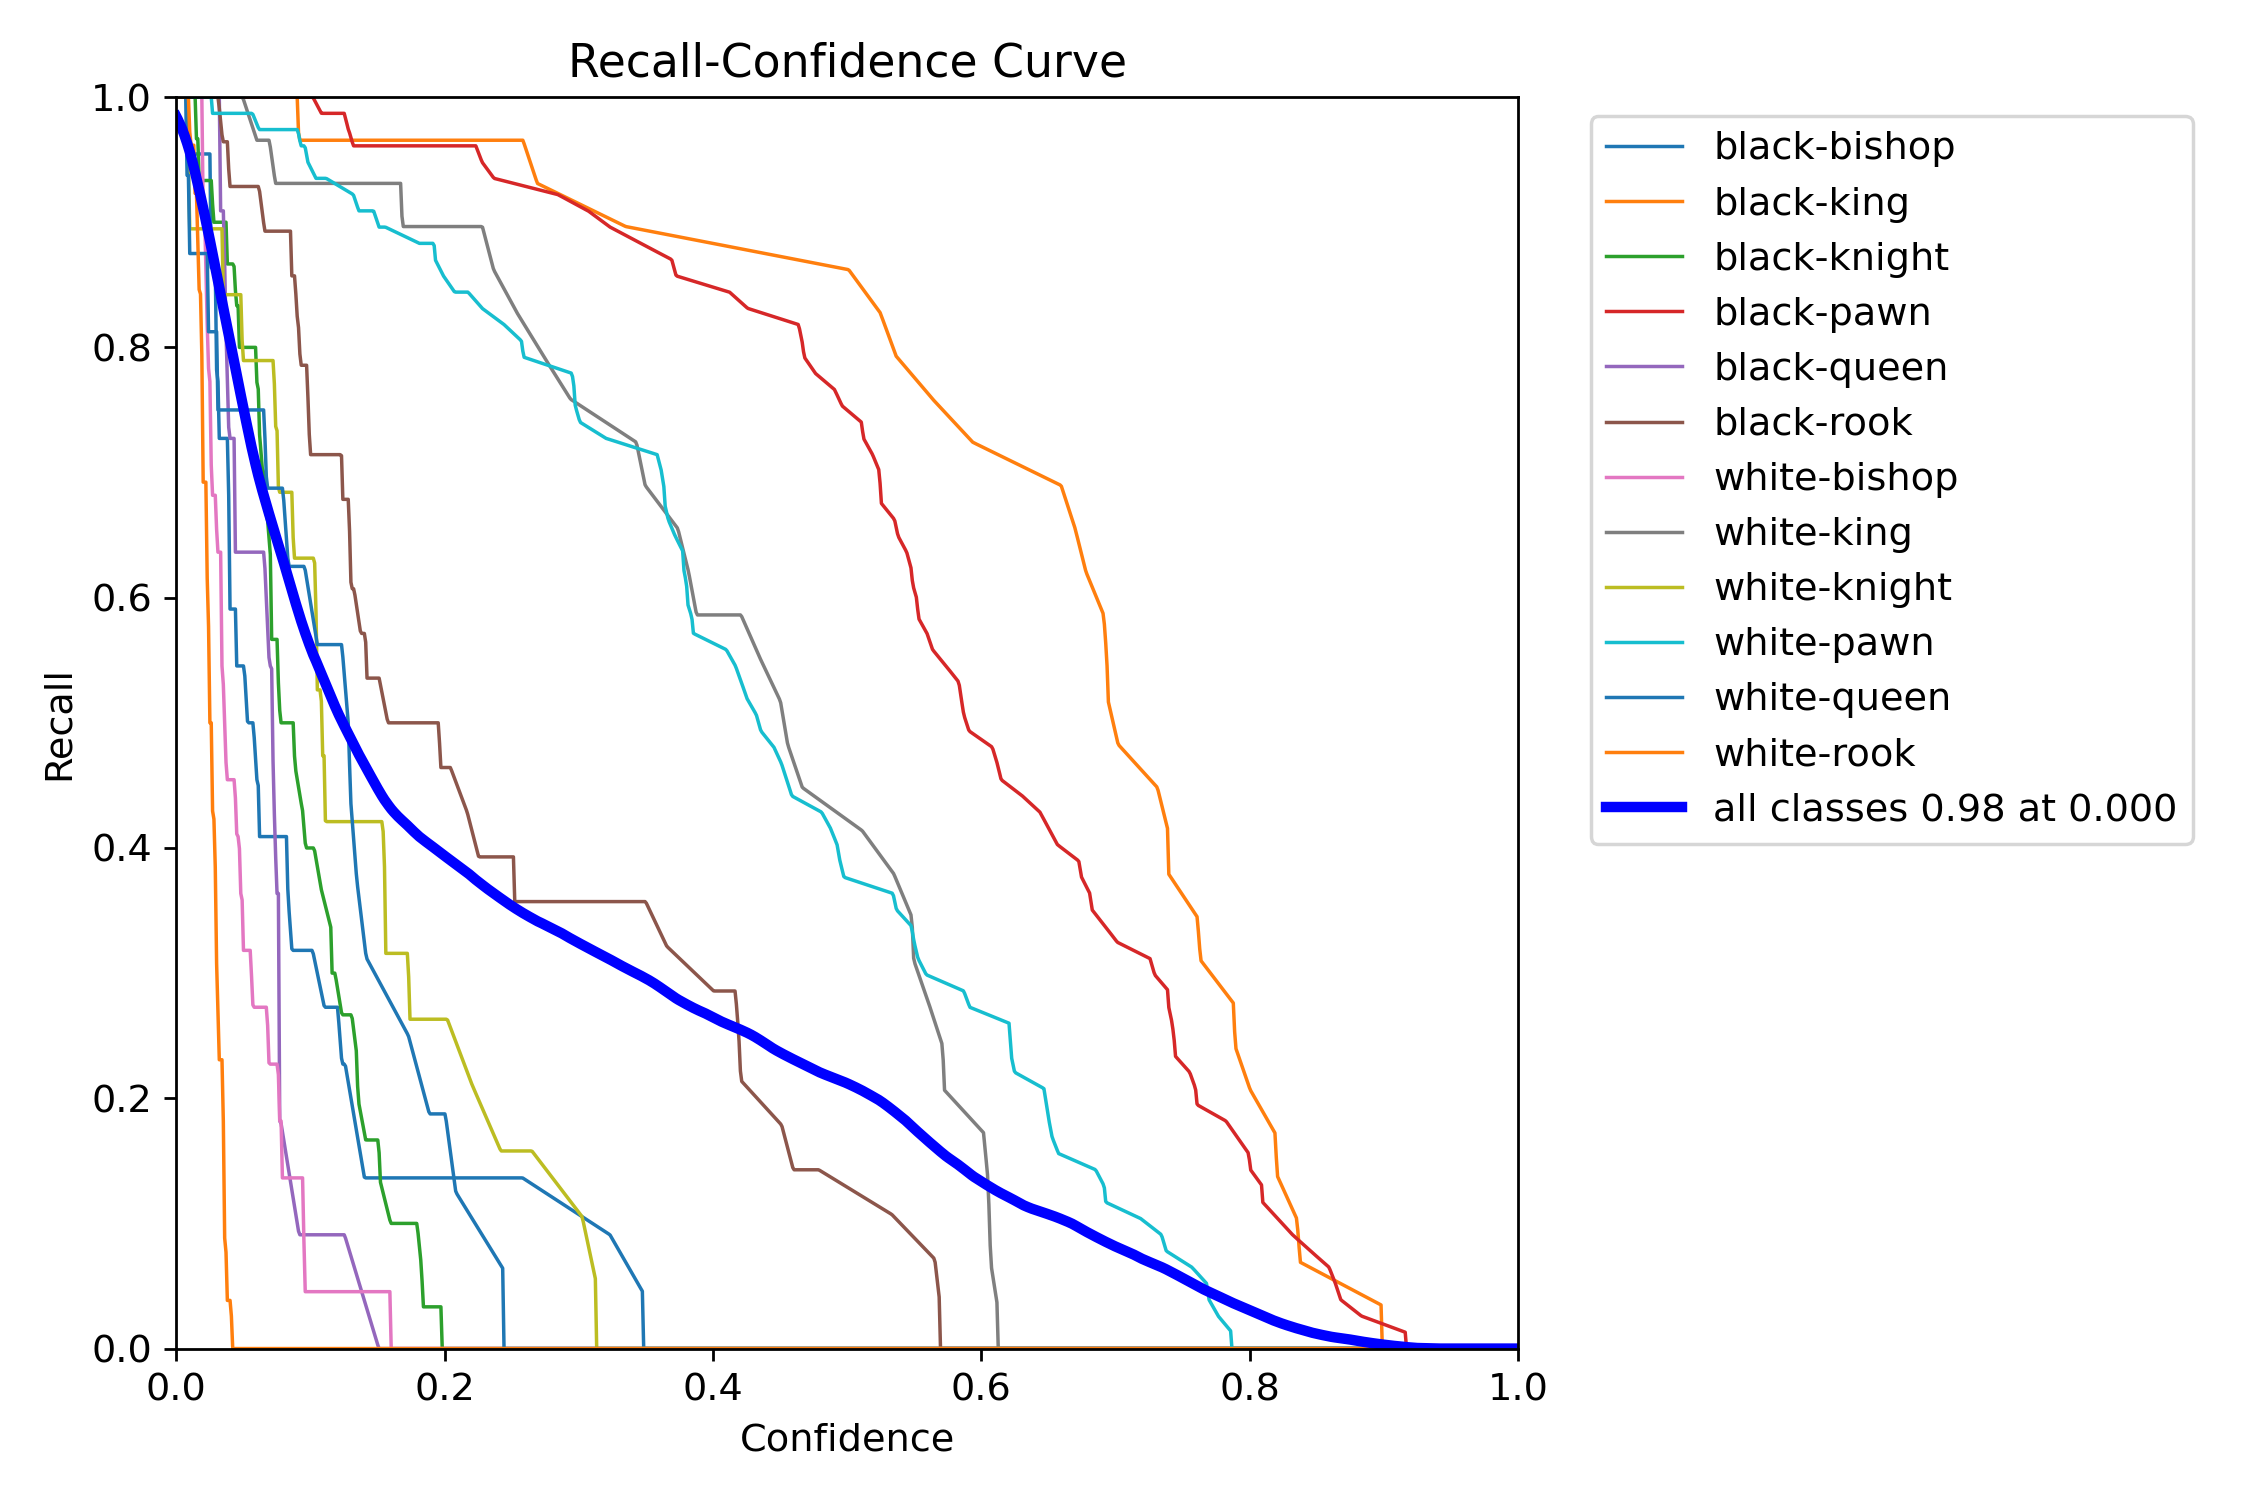 Recall-Confidence Curve
1.0
0.8
0.6
0.4
0.2
0.0
Recall
0.0 0.2 0.4 0.6 0.8 1.0
Confidence
black-bishop
black-king
black-knight
black-pawn
black-queen
black-rook
white-bishop
white-king
white-knight
white-pawn
white-queen
white-rook
all classes 0.98 at 0.000